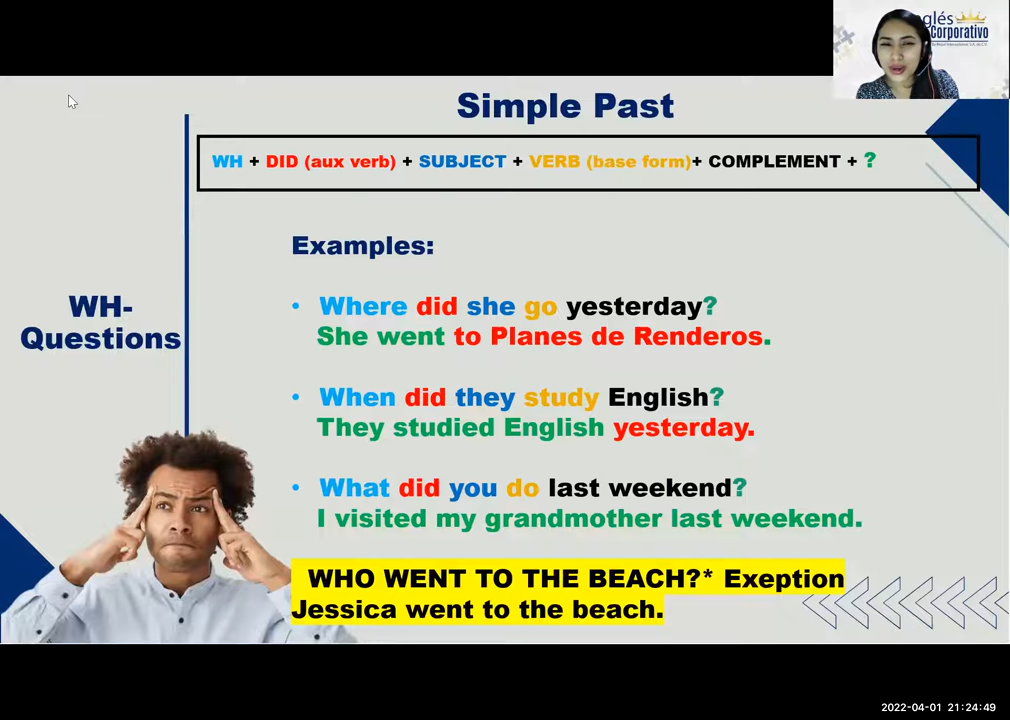 glés
Corporativo
Simple Past
WH + DID (aux verb) + SUBJECT + VERB (base form)+ COMPLEMENT + ?
WH-
Questions
Examples:
• Where did she go yesterday?
She went to Planes de Renderos.
• When did they study English?
They studied English yesterday.
• What did you do last weekend?
I visited my grandmother last weekend.
WHO WENT TO THE BEACH?* Exeption
Jessica went to the beach.
2022-04-01 21:24:49